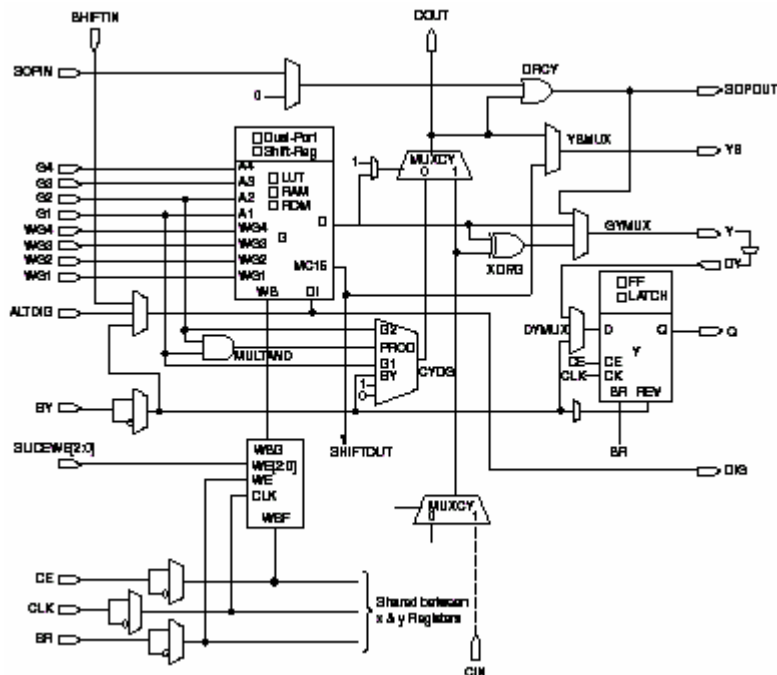 SHIFTIN
COUT
SOPIN
0
ORCY
SOPOUT
Dual-Port
Shift-Reg
YBMUX
YB
MUXCY
0 1
1
G4
G3
G2
G1
WG4
WG3
WG2
WG1
A4
A3
A2
A1
WG4
WG3
WG2
WG1
LUT
RAM
ROM
G
D
MC15
WS
DI
GYMUX
Y
DY
XORG
FF
LATCH
ALTDIG
DYMUX
D
Q
Q
Y
G2
PROD
G1
BY
1
0
MULTAND
CYOG
CE
CLK
CE
CK
SR REV
BY
SR
SLICEWE[2:0]
SHIFTOUT
DIG
WSG
WE[2:0]
WE
CLK
WSF
MUXCY
0 1
CE
CLK
SR
Shared between
x & y Registers
CIN